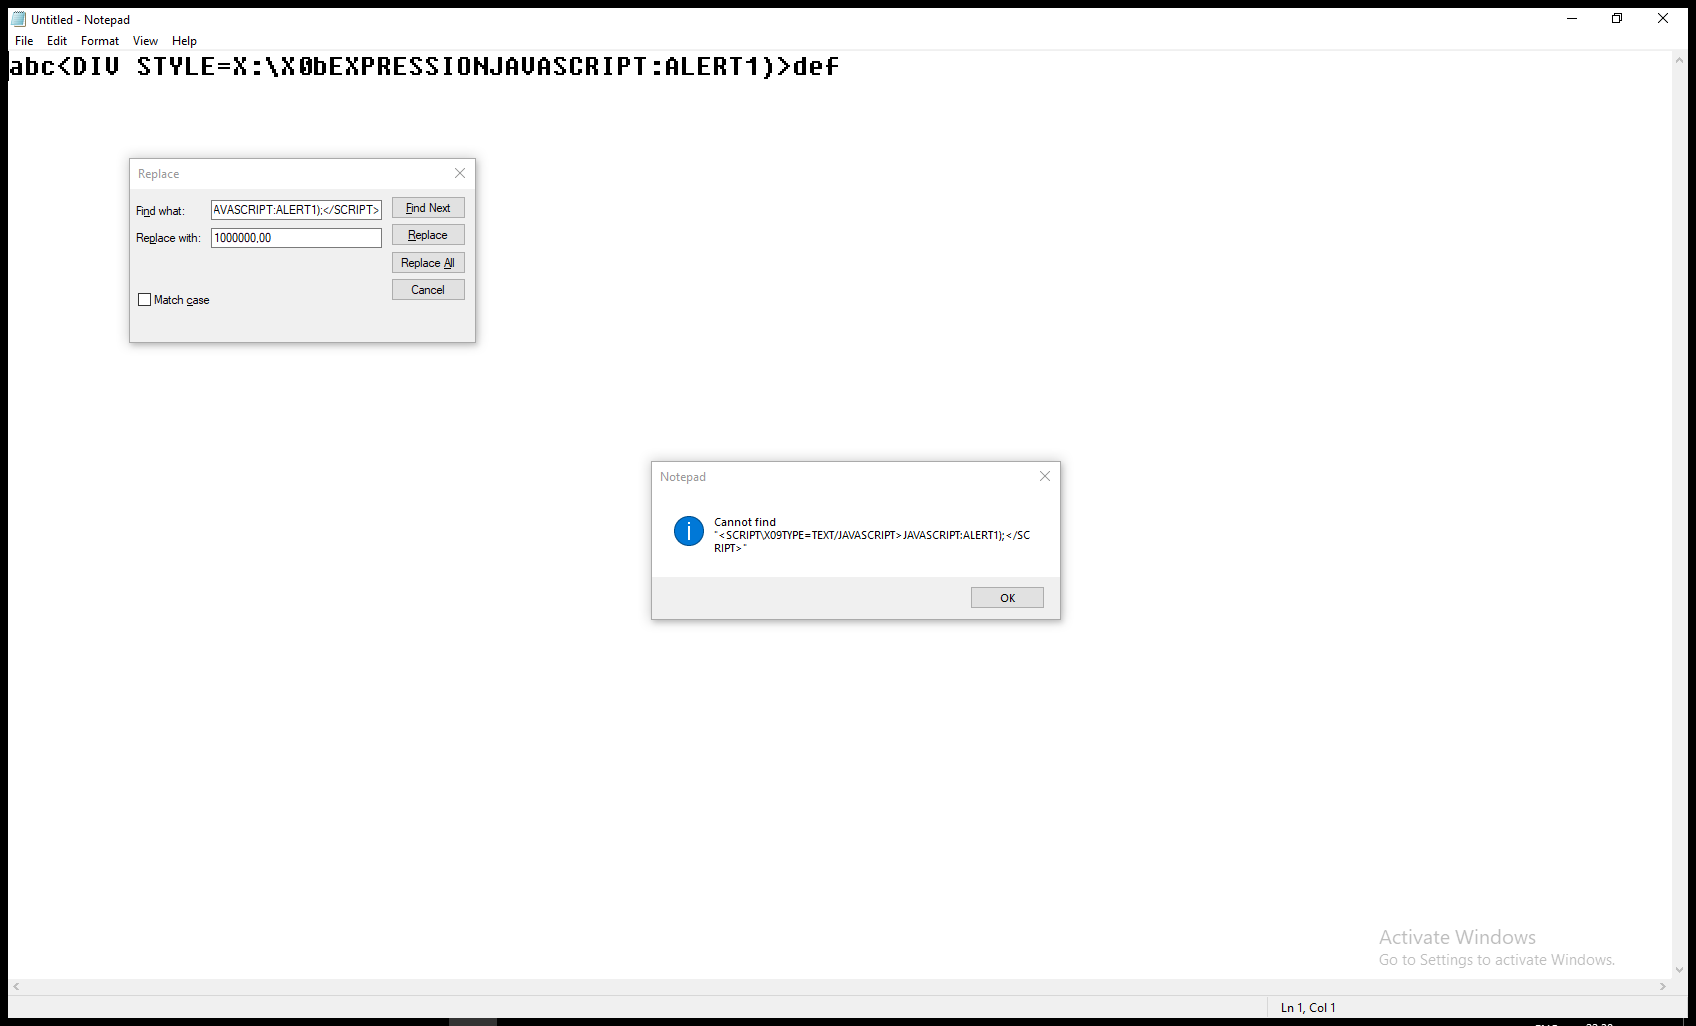 Untitled - Notepad
File Edit Format View Help
abc<DIV STYLE=X:\X0bEXPRESSIONJAVASCRIPT:ALERT1)>def
Replace
Find what: AVASCRIPT:ALERT1);</SCRIPT> Find Next
Replace with: 1000000.00 Replace
Replace All
Cancel
Match case
Notepad
Cannot find
"<SCRIPT\X09TYPE=TEXT/JAVASCRIPT>JAVASCRIPT:ALERT1);</SC
RIPT>"
OK
Activate Windows
Go to Settings to activate Windows.
Ln 1, Col 1